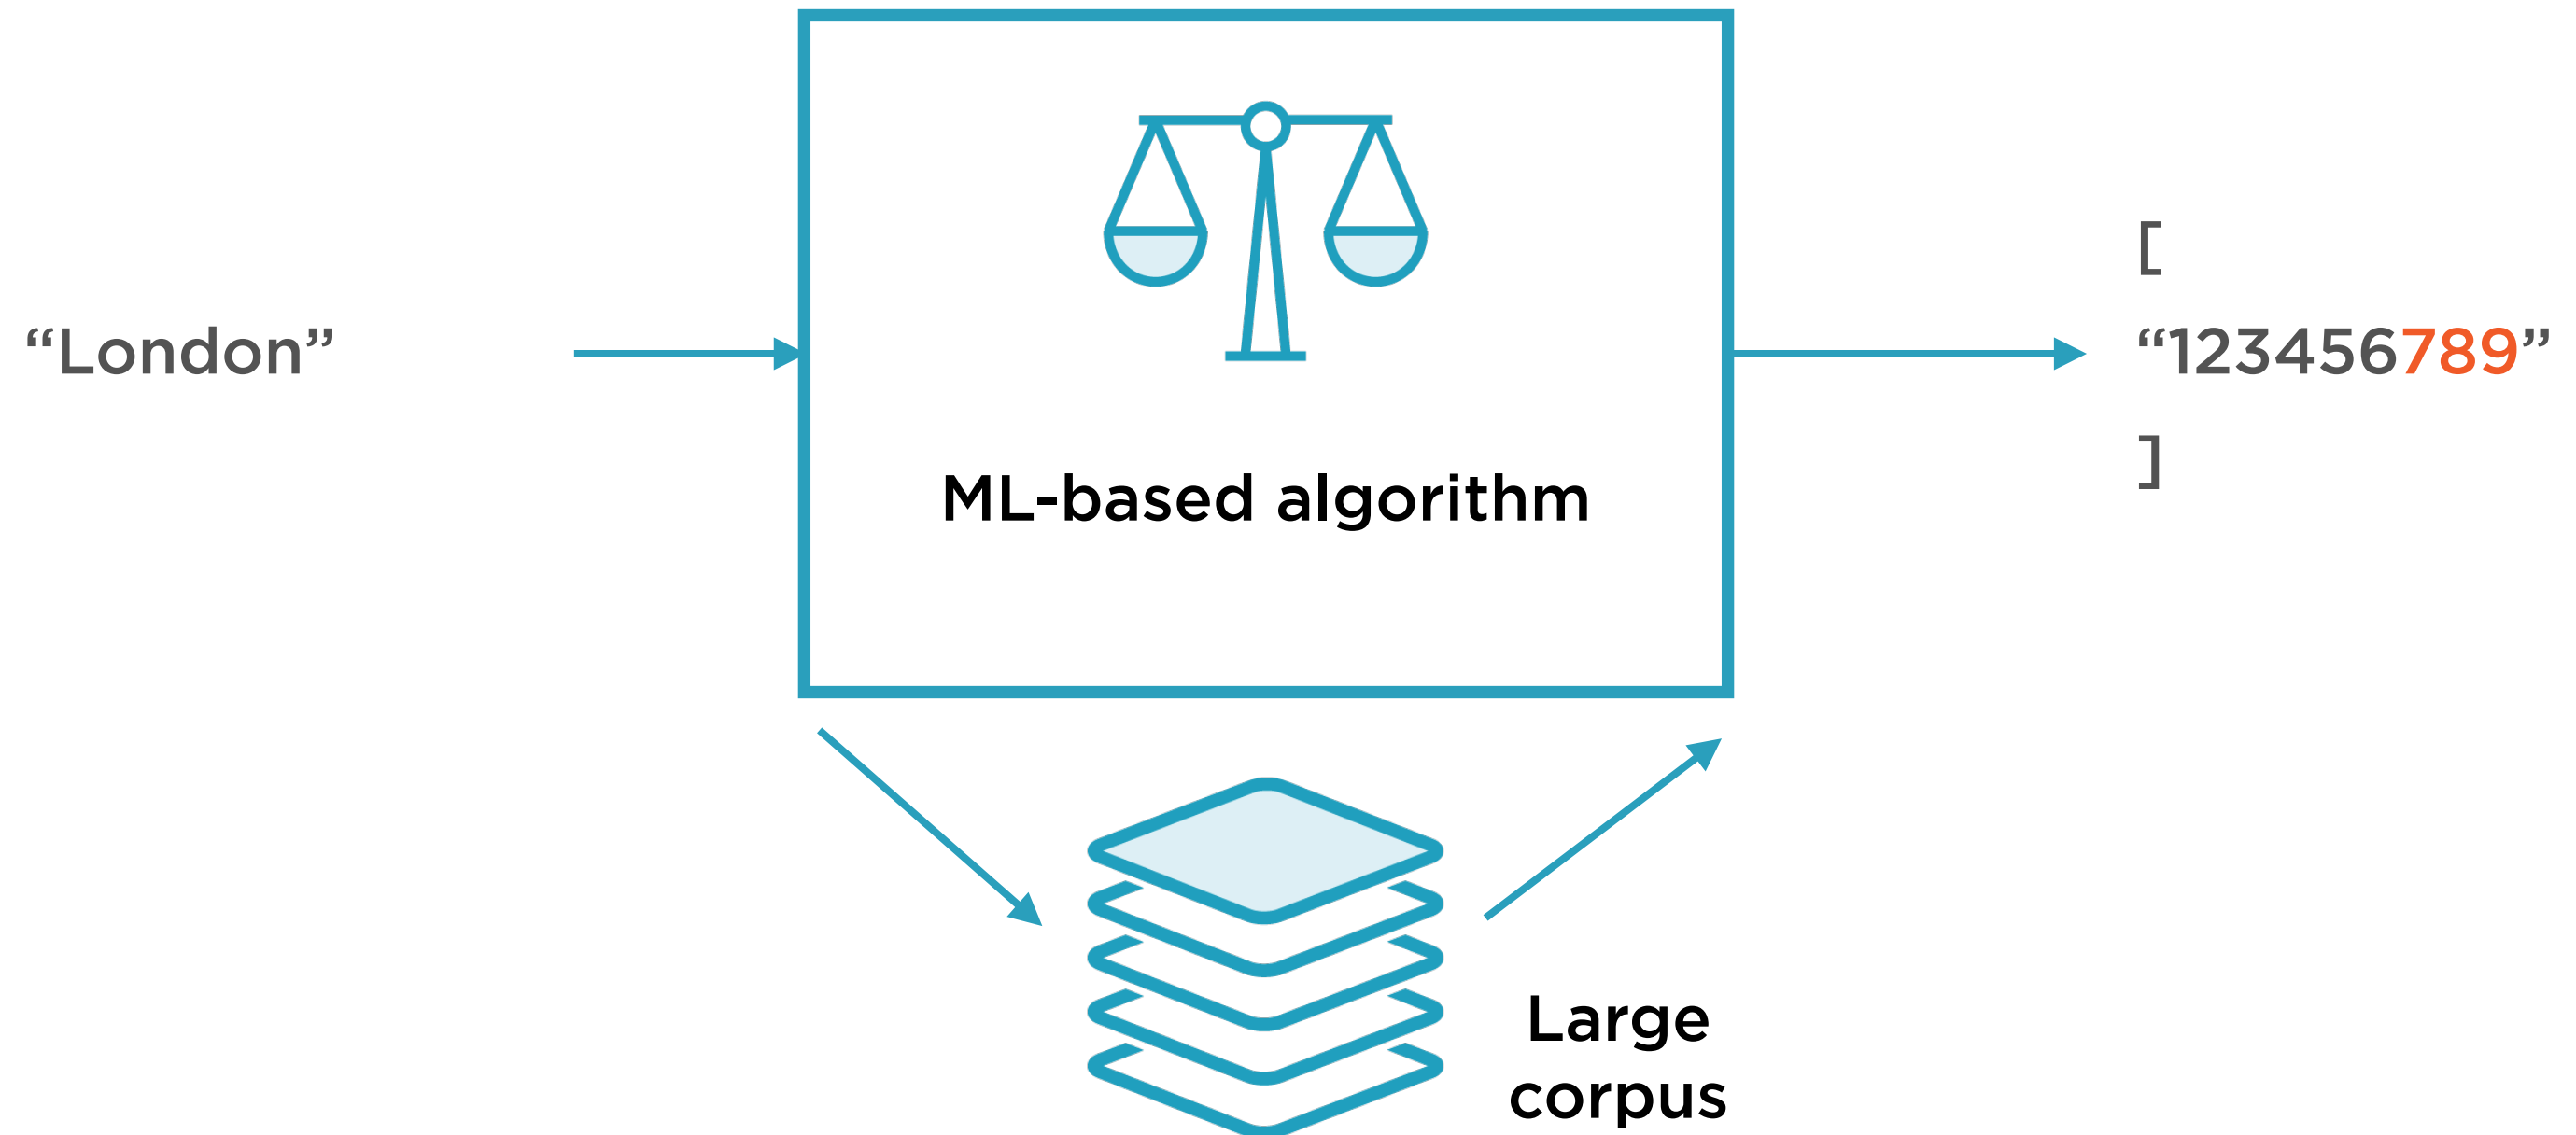 “London”
ML-based algorithm
[
“123456789”
]
Large
corpus